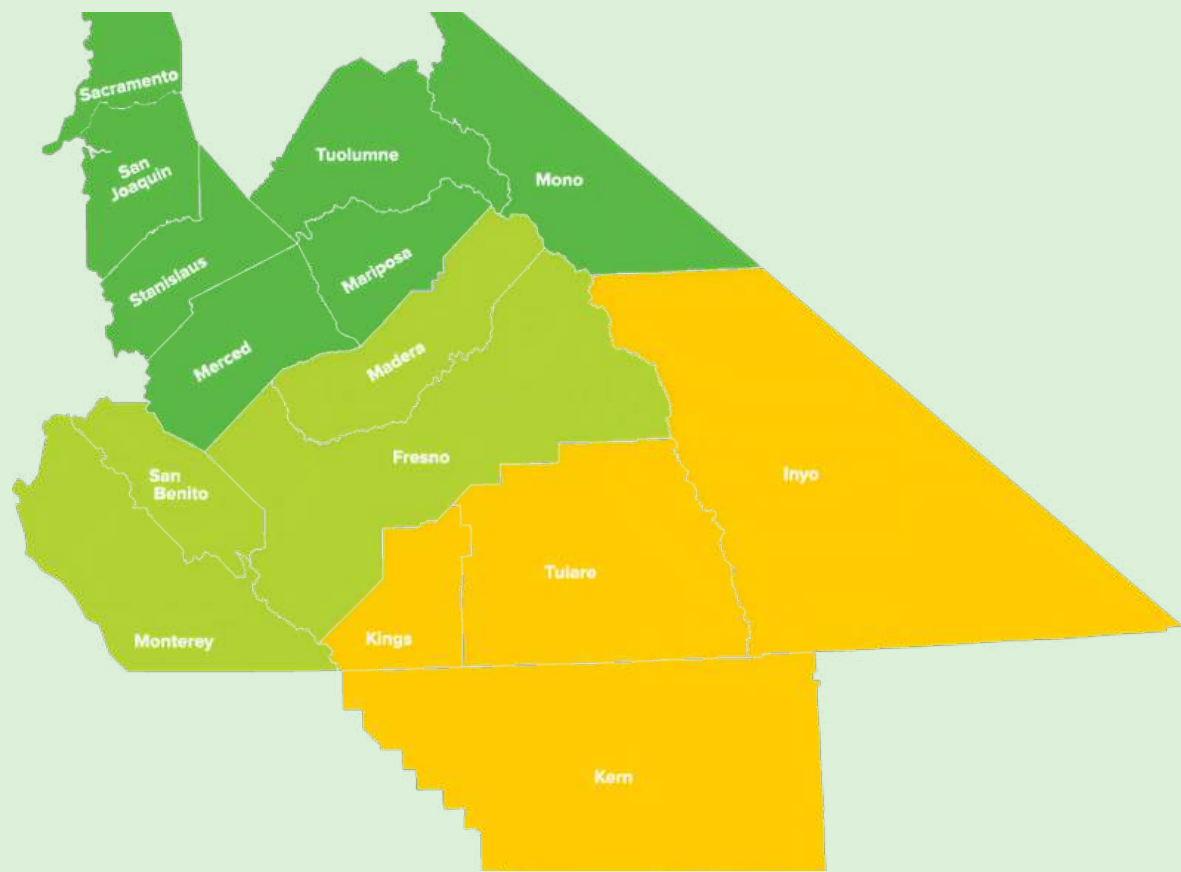 Sacramento
San
Joaquin
Tuolumne
Mono
Stanislaus
Mariposa
Merced
Madera
Fresno
San
Benito
Inyo
Tulare
Monterey
Kings
Kern